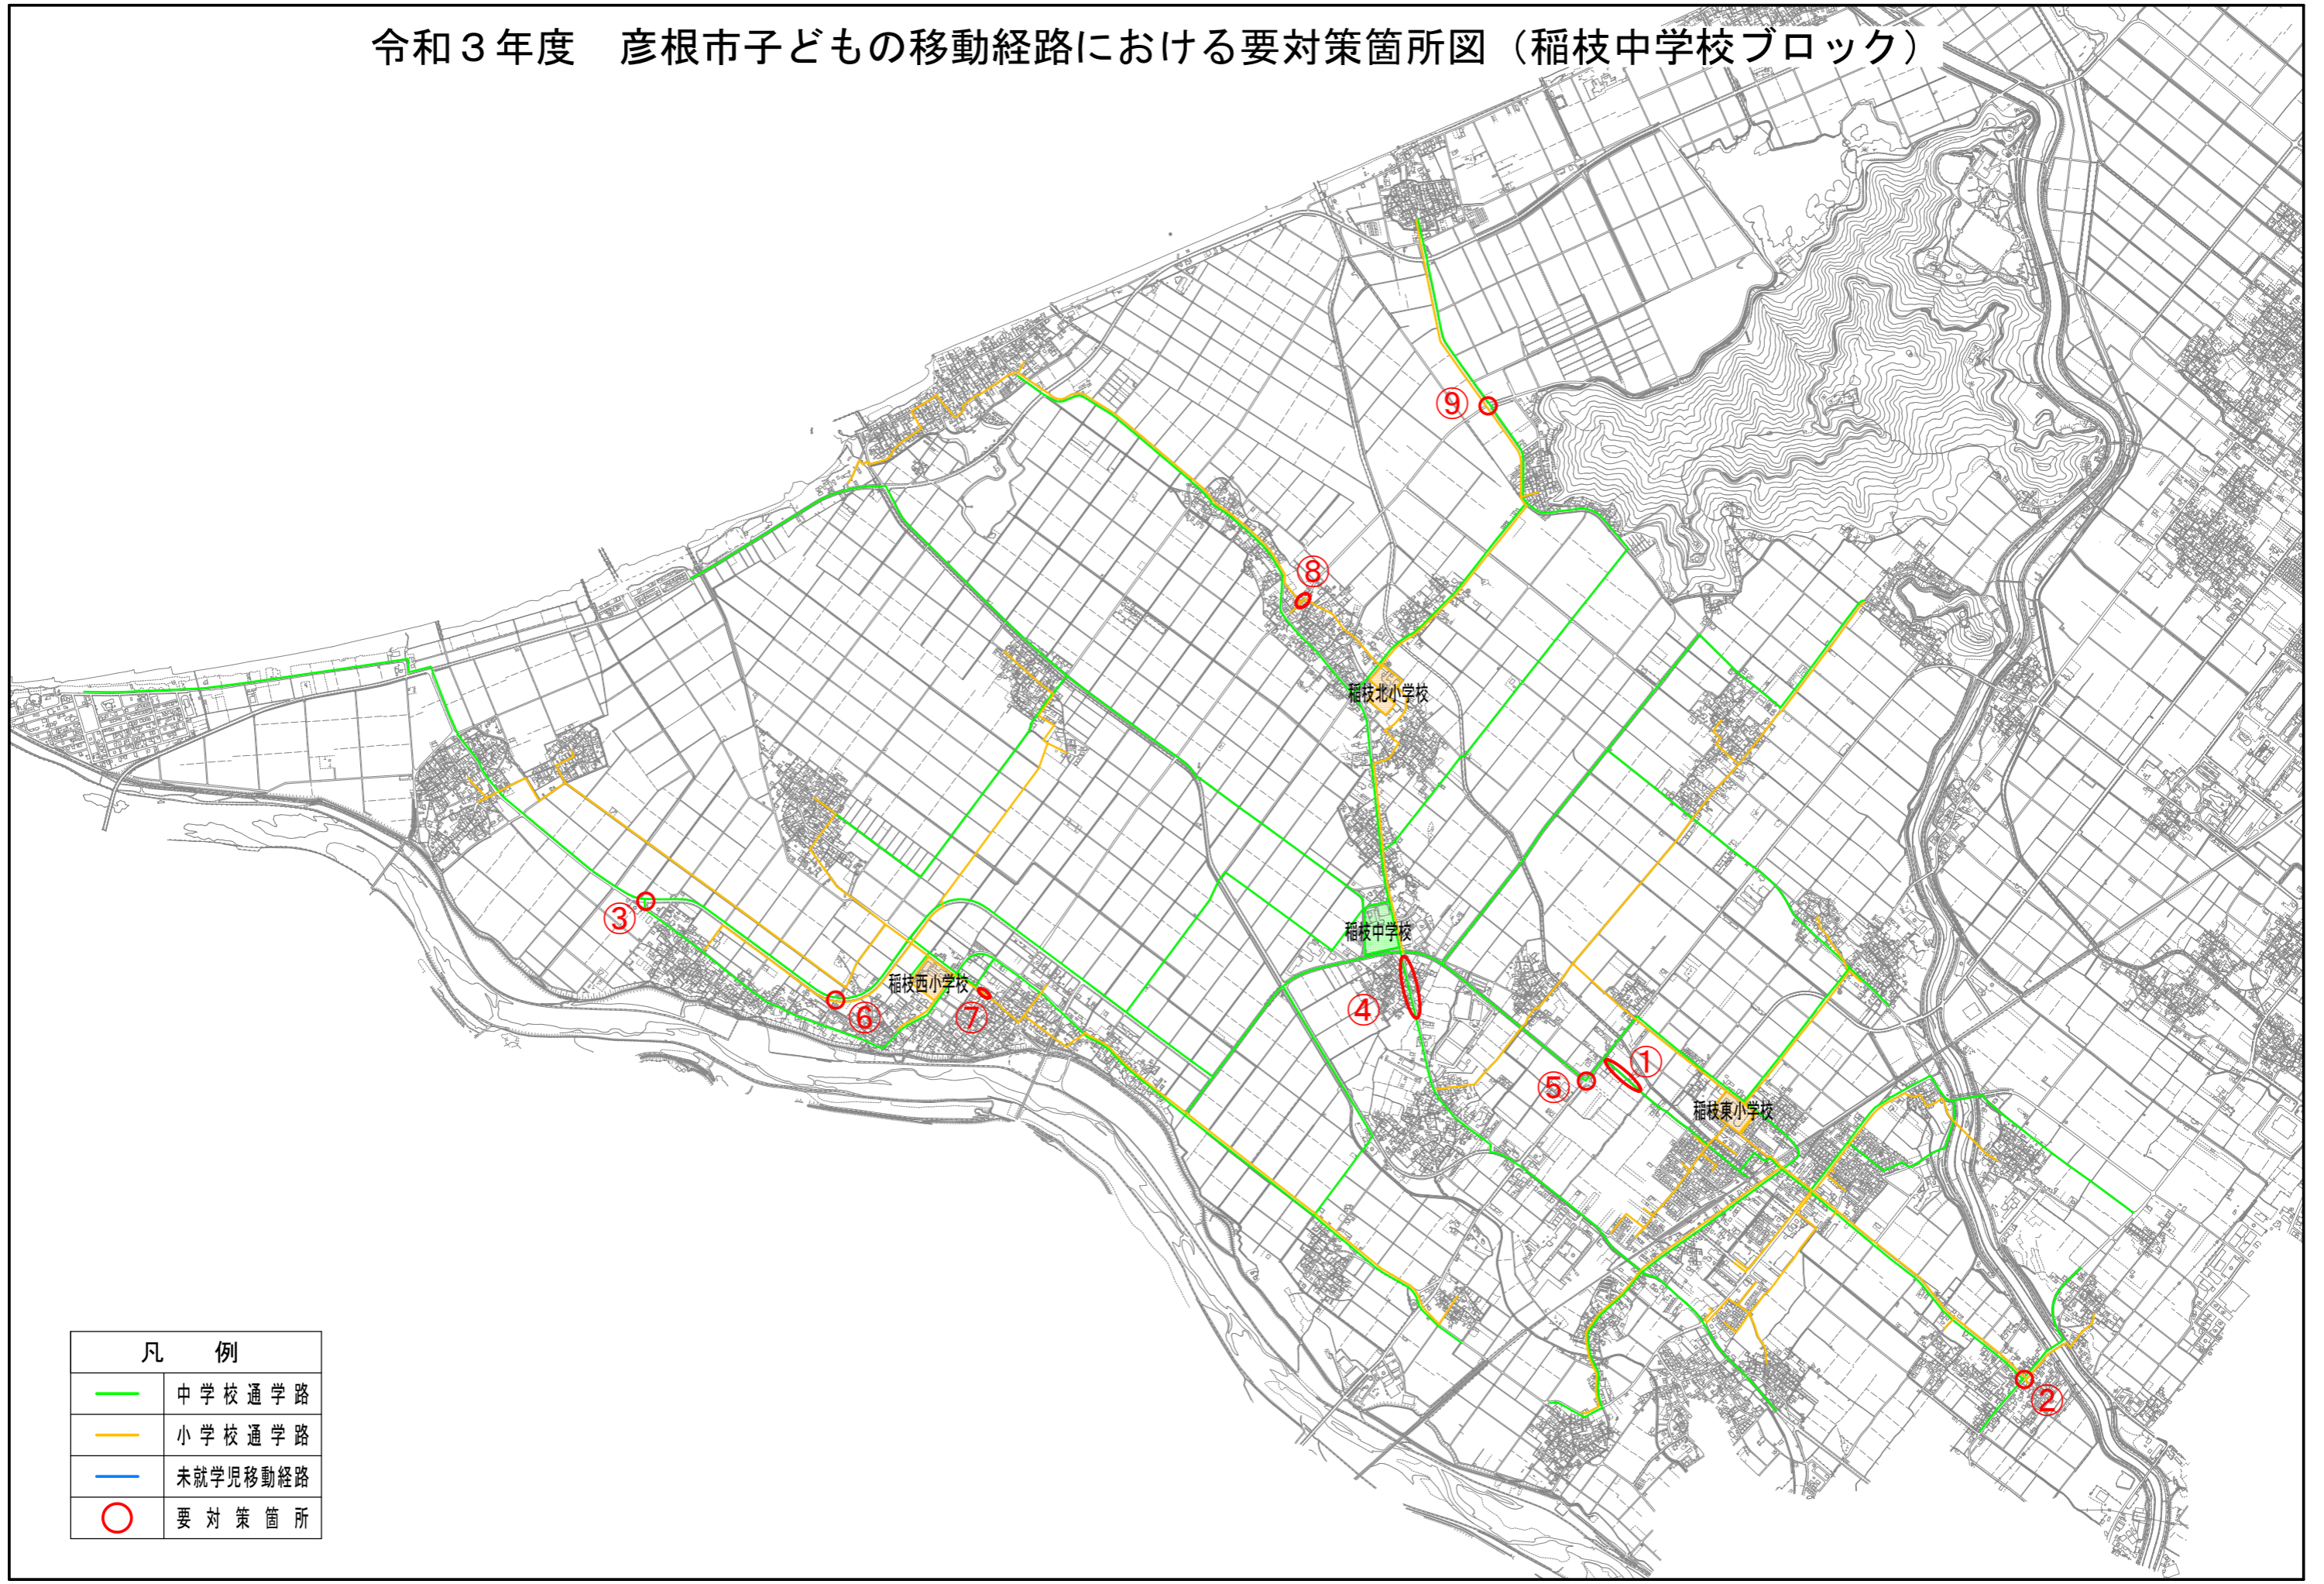 令和３年度　彦根市子どもの移動経路における要対策箇所図（稲枝中学校ブロック）
⑨
⑧
稲枝北小学校
③
稲枝中学校
稲枝西小学校
④
⑥
⑦
①
⑤
稲枝東小学校
②
凡　例
中学校通学路
小学校通学路
未就学児移動経路
要対策箇所